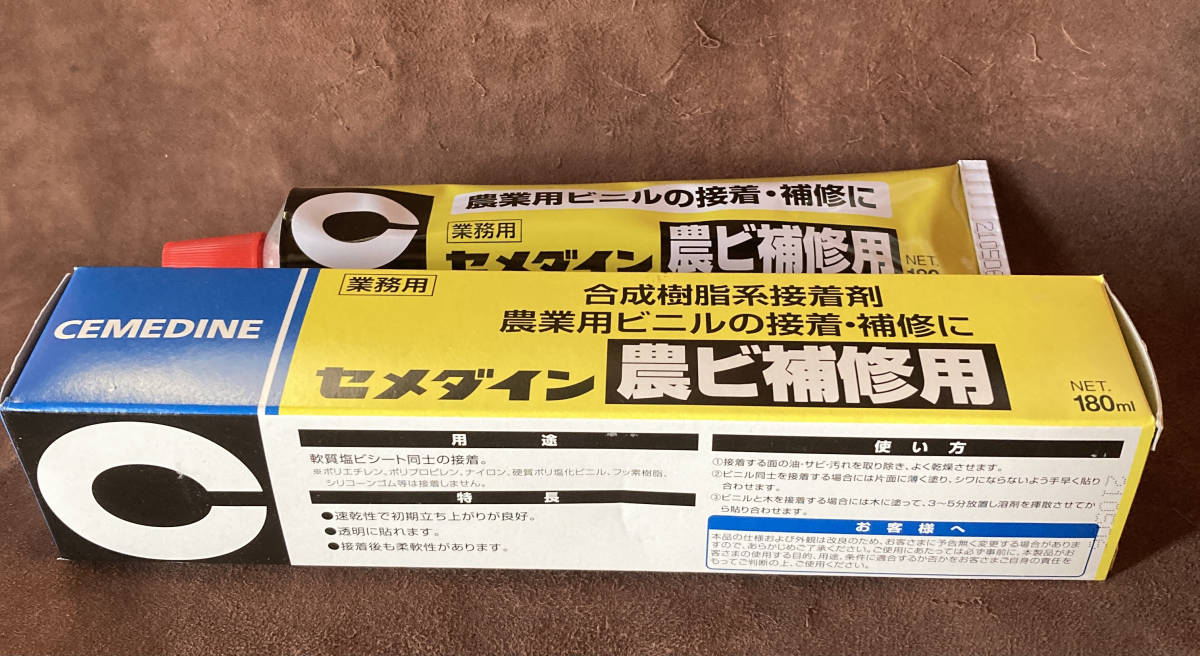 農業用ビニルの接着・補修に
業務用
セメダイン 農ビ補修用
NET.
CEMEDINE
業務用
合成樹脂系接着剤
農業用ビニルの接着・補修に
セメダイン 農ビ補修用
NET.
180ml
用途
軟質塩ビシート同士の接着。
※ポリエチレン、ポリプロピレン、ナイロン、硬質ポリ塩化ビニル、フッ素樹脂、
シリコーンゴム等は接着しません。
特長
●速乾性で初期立ち上がりが良好。
●透明に貼れます。
●接着後も柔軟性があります。
使い方
①接着する面の油・サビ・汚れを取り除き、よく乾燥させます。
②ビニル同士を接着する場合には片面に薄く塗り、シワにならないよう手早く貼り
合わせます。
③ビニルと木を接着する場合には木に塗って、3〜5分放置し溶剤を揮散させてか
ら貼り合わせます。
お客様へ
本品の仕様および外観は改良のため、お客さまに予告無く変更する場合がありま
すので、あらかじめご了承ください。ご使用にあたっては必ず事前に、本製品がお
客さまの使用する目的、用途、条件に適合するか否かをお客さまご自身の責任を
もってご判断の上、ご使用ください。